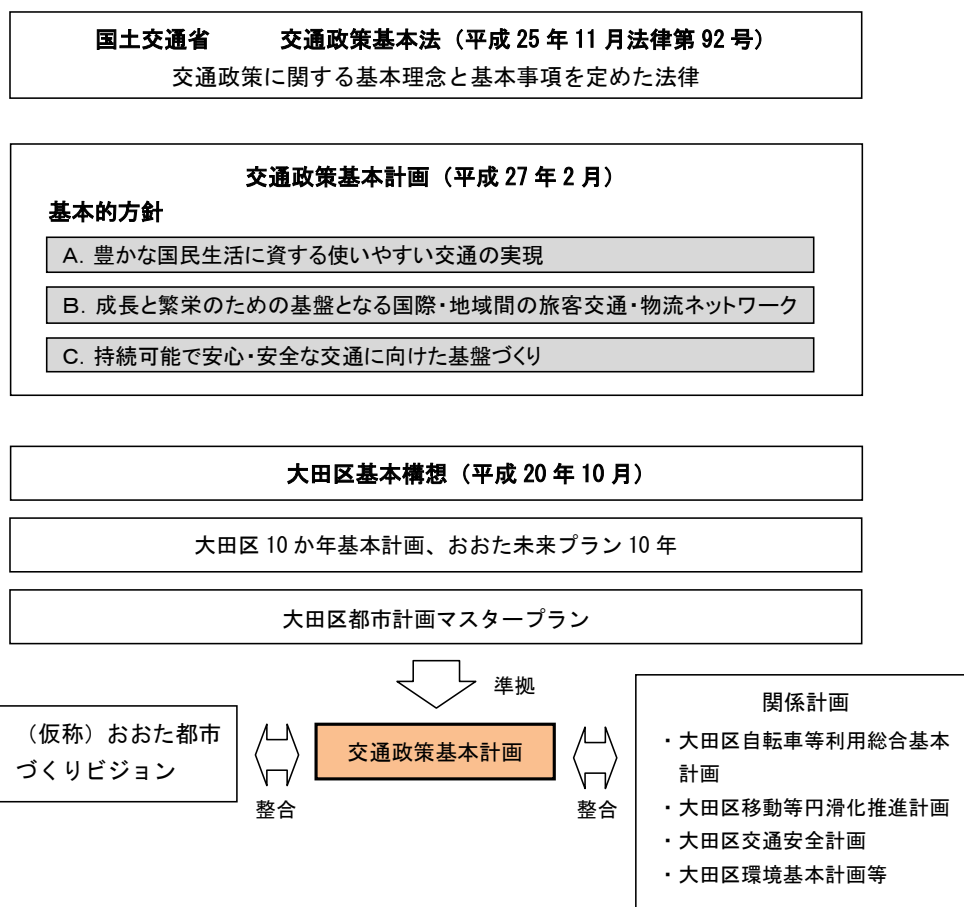 国土交通省 交通政策基本法(平成25年11月法律第92号)
交通政策に関する基本理念と基本事項を定めた法律
交通政策基本計画(平成27年2月)
基本的方針
A. 豊かな国民生活に資する使いやすい交通の実現
B. 成長と繁栄のための基盤となる国際・地域間の旅客交通・物流ネットワーク
C. 持続可能で安心・安全な交通に向けた基盤づくり
大田区基本構想(平成20年10月)
大田区10か年基本計画、おおた未来プラン10年
大田区都市計画マスタープラン
準拠
(仮称)おおた都市
づくりビジョン
整合
交通政策基本計画
整合
関係計画
・大田区自転車等利用総合基本
計画
・大田区移動等円滑化推進計画
・大田区交通安全計画
・大田区環境基本計画等